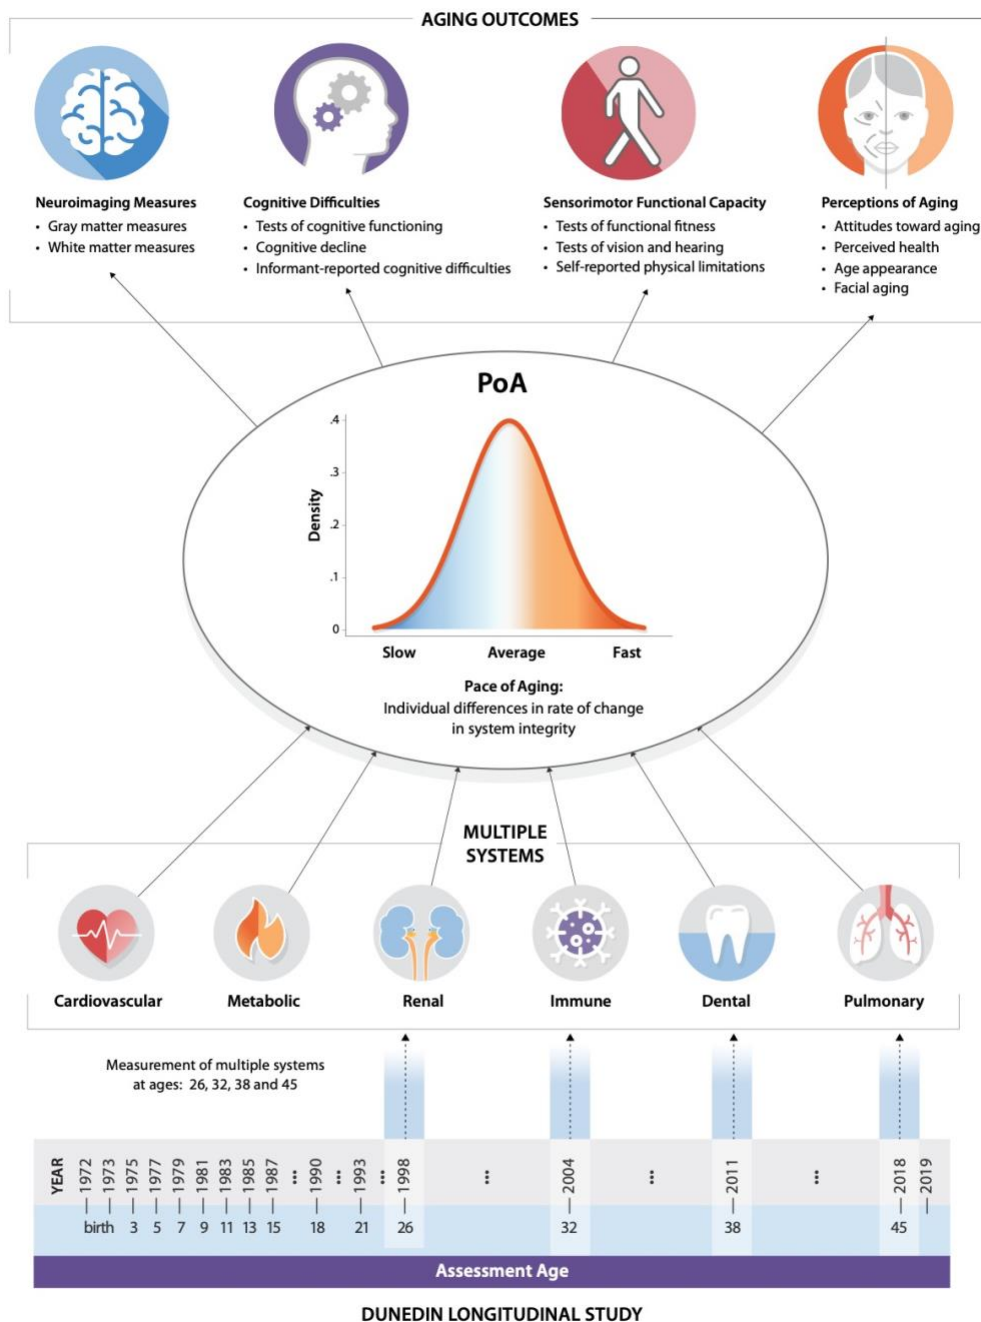 AGING OUTCOMES
Neuroimaging Measures
• Gray matter measures
• White matter measures
Cognitive Difficulties
• Tests of cognitive functioning
• Cognitive decline
• Informant-reported cognitive difficulties
Sensorimotor Functional Capacity
• Tests of functional fitness
• Tests of vision and hearing
• Self-reported physical limitations
Perceptions of Aging
• Attitudes toward aging
• Perceived health
• Age appearance
• Facial aging
PoA
Density
.4
.3
.2
.1
0
Slow Average Fast
Pace of Aging:
Individual differences in rate of change
in system integrity
MULTIPLE
SYSTEMS
Cardiovascular Metabolic Renal Immune Dental Pulmonary
Measurement of multiple systems
at ages: 26, 32, 38 and 45
YEAR 1972 1973 1975 1977 1979 1981 1983 1985 1987 ... 1990 ... 1993 ... 1998 ... 2004 ... 2011 ... 2018 2019
birth 3 5 7 9 11 13 15 18 21 26 32 38 45
Assessment Age
DUNEDIN LONGITUDINAL STUDY